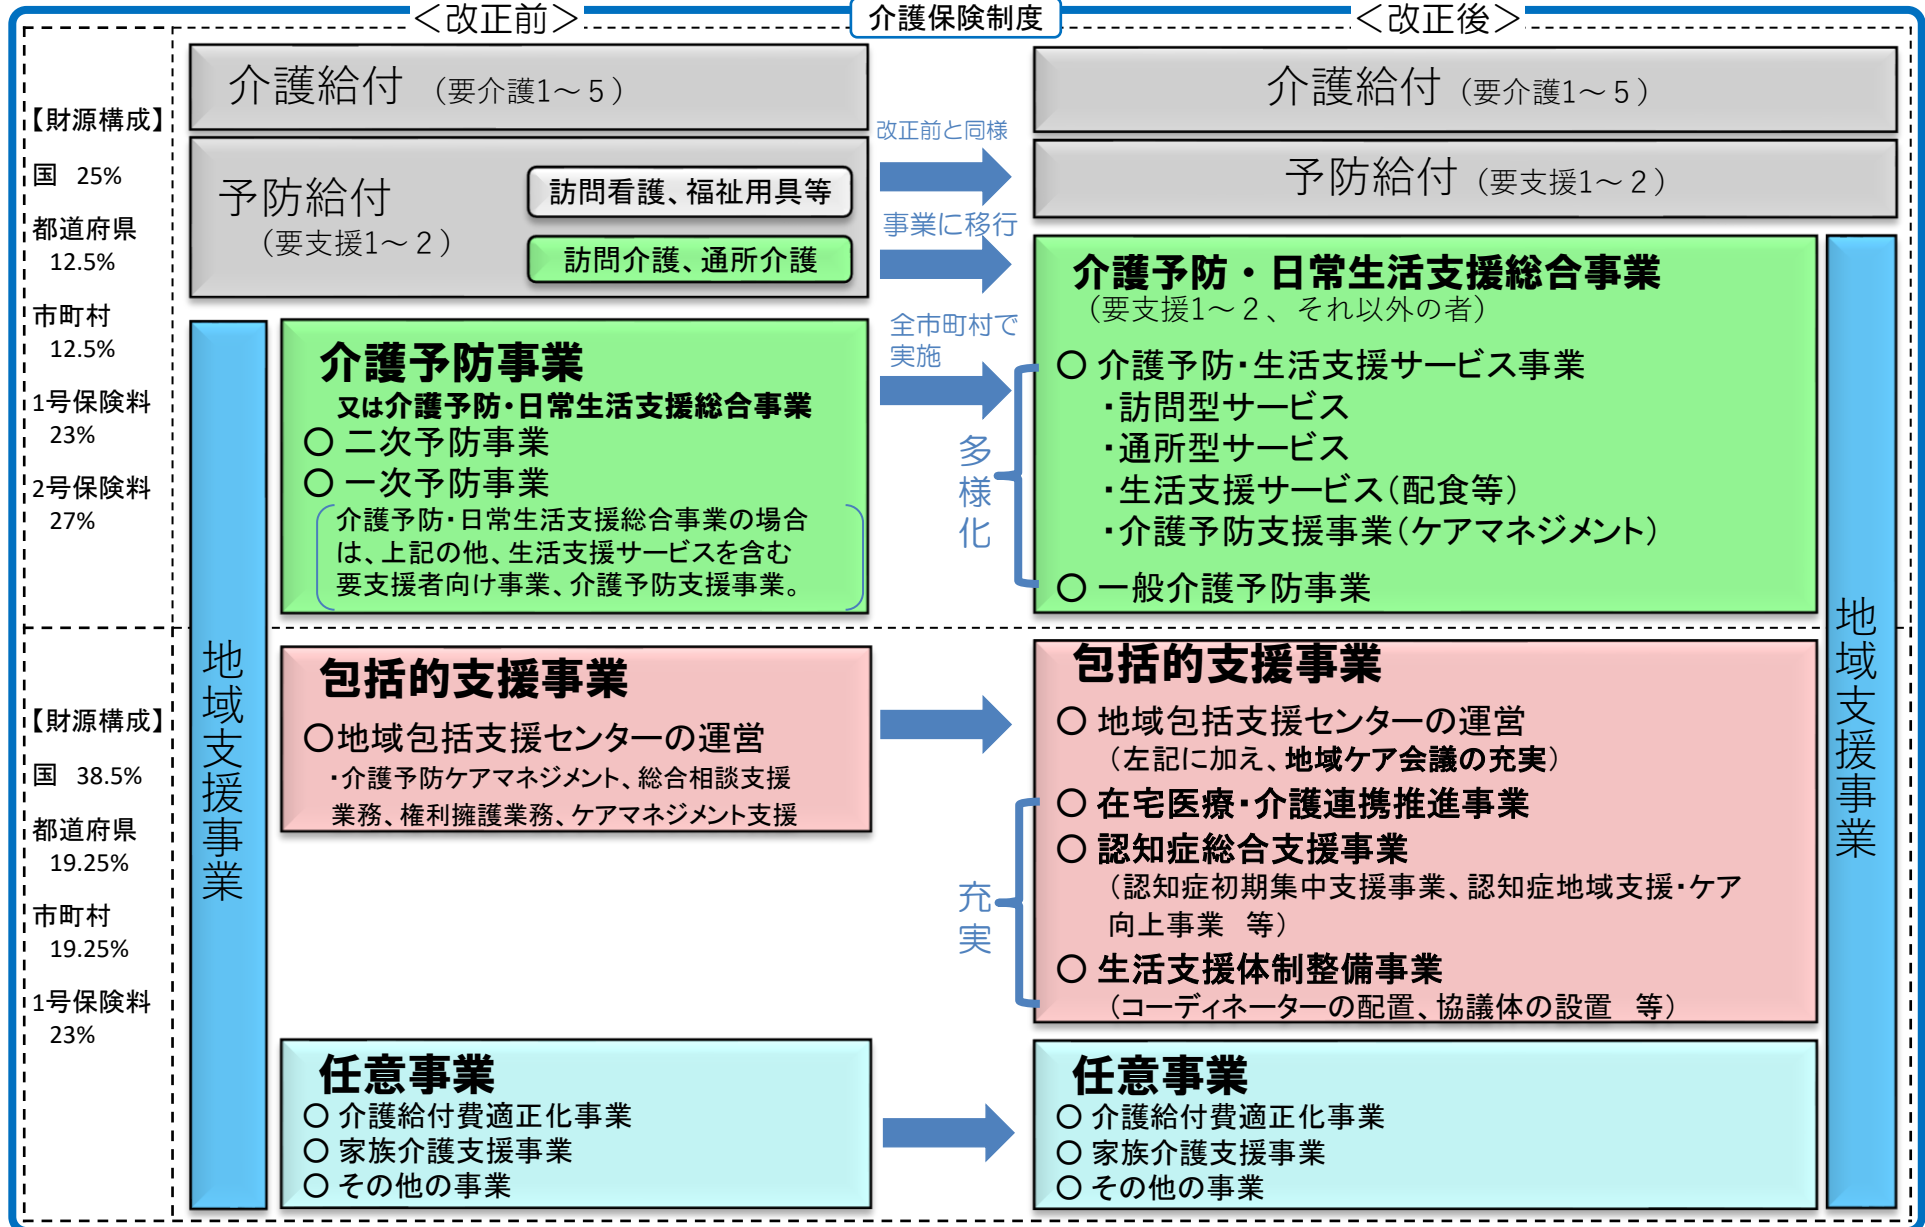 介護保険制度
＜改正前＞
＜改正後＞
【財源構成】
国 25%
都道府県
12.5%
市町村
12.5%
1号保険料
23%
2号保険料
27%
【財源構成】
国 38.5%
都道府県
19.25%
市町村
19.25%
1号保険料
23%
介護給付 （要介護1～５）
予防給付
（要支援1～２）
訪問看護、福祉用具等
訪問介護、通所介護
地域支援事業
介護予防事業
又は介護予防・日常生活支援総合事業
○ 二次予防事業
○ 一次予防事業
介護予防・日常生活支援総合事業の場合
は、上記の他、生活支援サービスを含む
要支援者向け事業、介護予防支援事業。
包括的支援事業
○地域包括支援センターの運営
・介護予防ケアマネジメント、総合相談支援
業務、権利擁護業務、ケアマネジメント支援
任意事業
○ 介護給付費適正化事業
○ 家族介護支援事業
○ その他の事業
改正前と同様
事業に移行
全市町村で
実施
多様化
充実
介護給付 （要介護1～５）
予防給付 （要支援1～２）
介護予防・日常生活支援総合事業
（要支援1～２、それ以外の者）
○ 介護予防・生活支援サービス事業
・訪問型サービス
・通所型サービス
・生活支援サービス（配食等）
・介護予防支援事業（ケアマネジメント）
○ 一般介護予防事業
包括的支援事業
○ 地域包括支援センターの運営
（左記に加え、地域ケア会議の充実）
○ 在宅医療・介護連携推進事業
○ 認知症総合支援事業
（認知症初期集中支援事業、認知症地域支援・ケア
向上事業 等）
○ 生活支援体制整備事業
（コーディネーターの配置、協議体の設置 等）
任意事業
○ 介護給付費適正化事業
○ 家族介護支援事業
○ その他の事業
地域支援事業